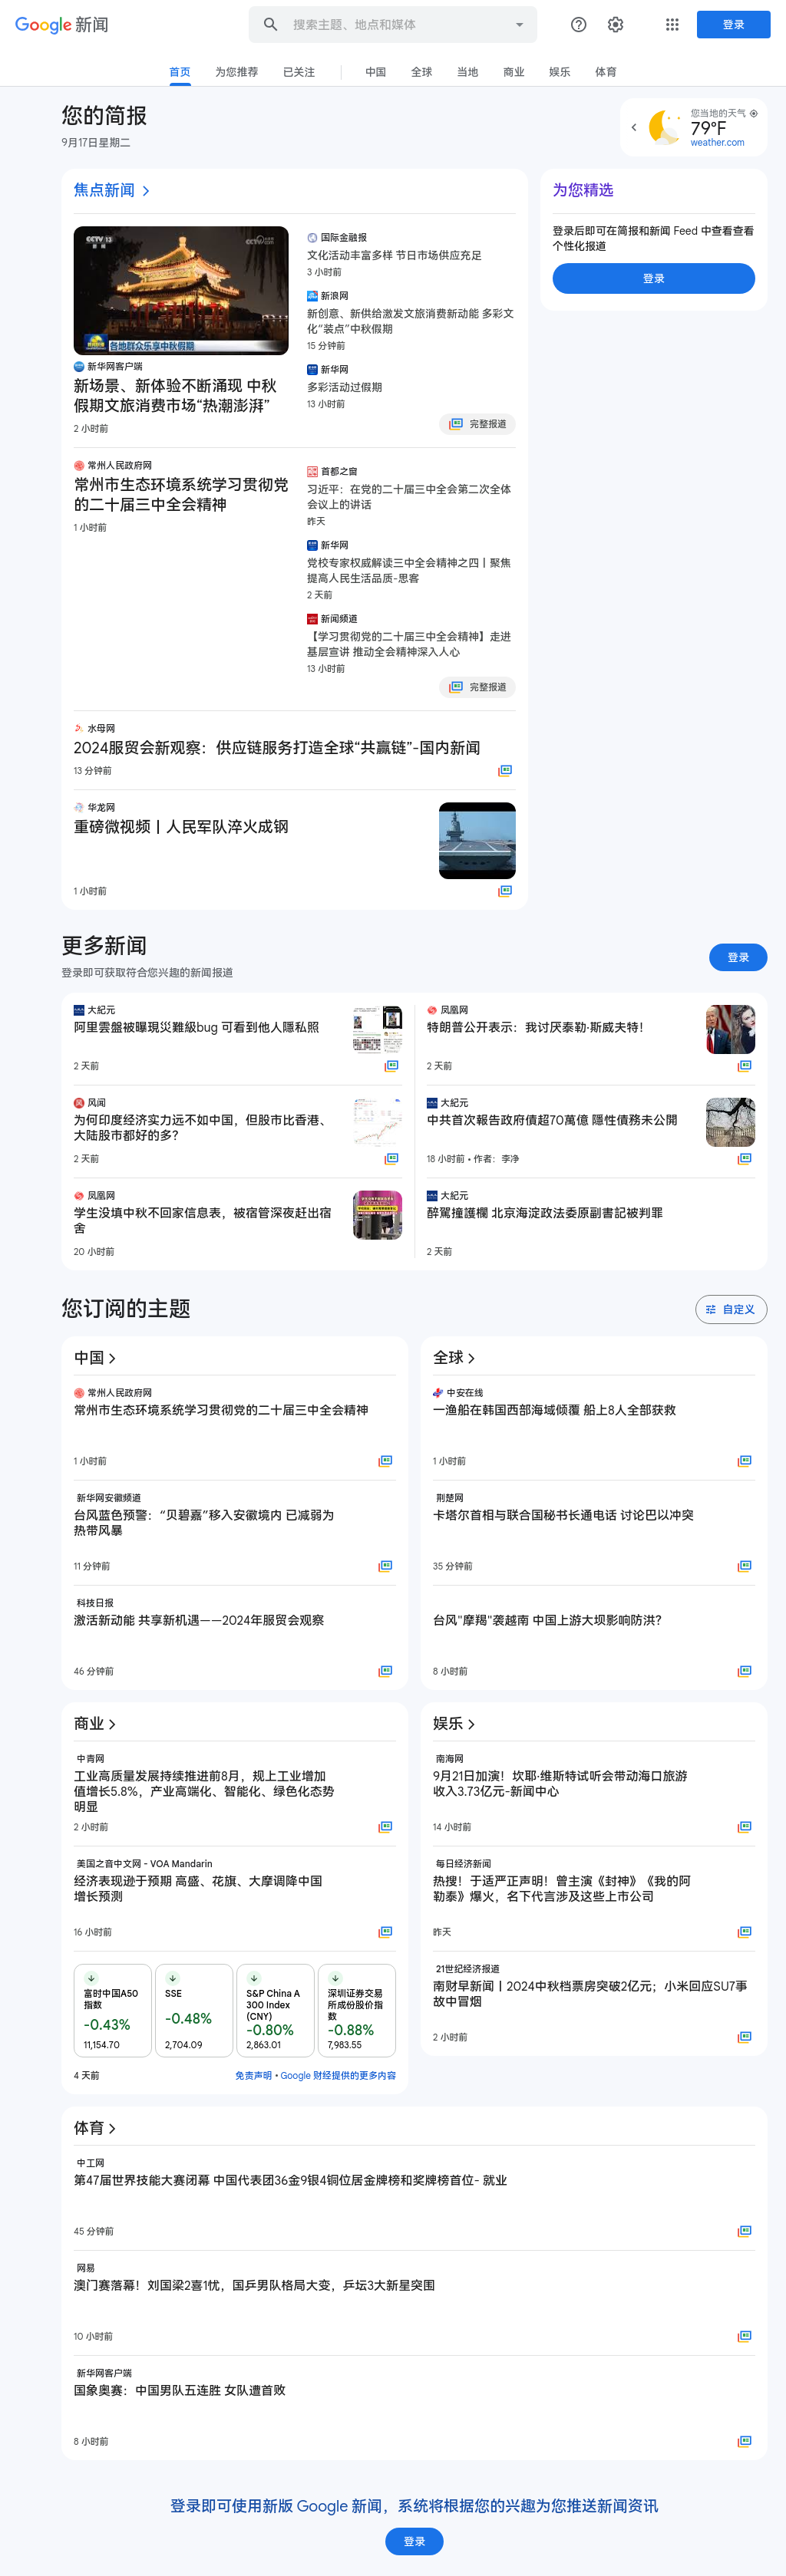 Google 新闻
搜索主题、地点和媒体
登录
首页
为您推荐
已关注
中国
全球
当地
商业
娱乐
体育
您的简报
9月17日星期二
您当地的天气
79°F
weather.com
焦点新闻
CCTV 13
各地群众乐享中秋假期
新华网客户端
新场景、新体验不断涌现 中秋
假期文旅消费市场“热潮澎湃”
2 小时前
国际金融报
文化活动丰富多样 节日市场供应充足
3 小时前
新浪网
新创意、新供给激发文旅消费新动能 多彩文
化“装点”中秋假期
15 分钟前
新华网
多彩活动过假期
13 小时前
完整报道
常州人民政府网
常州市生态环境系统学习贯彻党
的二十届三中全会精神
1 小时前
首都之窗
习近平：在党的二十届三中全会第二次全体
会议上的讲话
昨天
新华网
党校专家权威解读三中全会精神之四丨聚焦
提高人民生活品质-思客
2 天前
新闻频道
【学习贯彻党的二十届三中全会精神】走进
基层宣讲 推动全会精神深入人心
13 小时前
完整报道
水母网
2024服贸会新观察：供应链服务打造全球“共赢链”-国内新闻
13 分钟前
华龙网
重磅微视频丨人民军队淬火成钢
1 小时前
为您精选
登录后即可在简报和新闻 Feed 中查看查看
个性化报道
登录
更多新闻
登录即可获取符合您兴趣的新闻报道
登录
大紀元
阿里雲盤被曝現災難級bug 可看到他人隱私照
2 天前
风闻
为何印度经济实力远不如中国，但股市比香港、
大陆股市都好的多？
2 天前
凤凰网
学生没填中秋不回家信息表，被宿管深夜赶出宿
舍
20 小时前
凤凰网
特朗普公开表示：我讨厌泰勒·斯威夫特！
2 天前
大紀元
中共首次報告政府債超70萬億 隱性債務未公開
18 小时前 • 作者：李净
大紀元
醉駕撞護欄 北京海淀政法委原副書記被判罪
2 天前
您订阅的主题
自定义
中国
常州人民政府网
常州市生态环境系统学习贯彻党的二十届三中全会精神
1 小时前
新华网安徽频道
台风蓝色预警：“贝碧嘉”移入安徽境内 已减弱为
热带风暴
11 分钟前
科技日报
激活新动能 共享新机遇——2024年服贸会观察
46 分钟前
全球
中安在线
一渔船在韩国西部海域倾覆 船上8人全部获救
1 小时前
荆楚网
卡塔尔首相与联合国秘书长通电话 讨论巴以冲突
35 分钟前
台风"摩羯"袭越南 中国上游大坝影响防洪？
8 小时前
商业
中青网
工业高质量发展持续推进前8月，规上工业增加
值增长5.8%，产业高端化、智能化、绿色化态势
明显
2 小时前
美国之音中文网 - VOA Mandarin
经济表现逊于预期 高盛、花旗、大摩调降中国
增长预测
16 小时前
富时中国A50
指数
-0.43%
11,154.70
SSE
-0.48%
2,704.09
S&P China A
300 Index
(CNY)
-0.80%
2,863.01
深圳证券交易
所成份股价指
数
-0.88%
7,983.55
4 天前
免责声明 • Google 财经提供的更多内容
娱乐
南海网
9月21日加演！坎耶·维斯特试听会带动海口旅游
收入3.73亿元-新闻中心
14 小时前
每日经济新闻
热搜！于适严正声明！曾主演《封神》《我的阿
勒泰》爆火，名下代言涉及这些上市公司
昨天
21世纪经济报道
南财早新闻丨2024中秋档票房突破2亿元；小米回应SU7事
故中冒烟
2 小时前
体育
中工网
第47届世界技能大赛闭幕 中国代表团36金9银4铜位居金牌榜和奖牌榜首位- 就业
45 分钟前
网易
澳门赛落幕！刘国梁2喜1忧，国乒男队格局大变，乒坛3大新星突围
10 小时前
新华网客户端
国象奥赛：中国男队五连胜 女队遭首败
8 小时前
登录即可使用新版 Google 新闻，系统将根据您的兴趣为您推送新闻资讯
登录